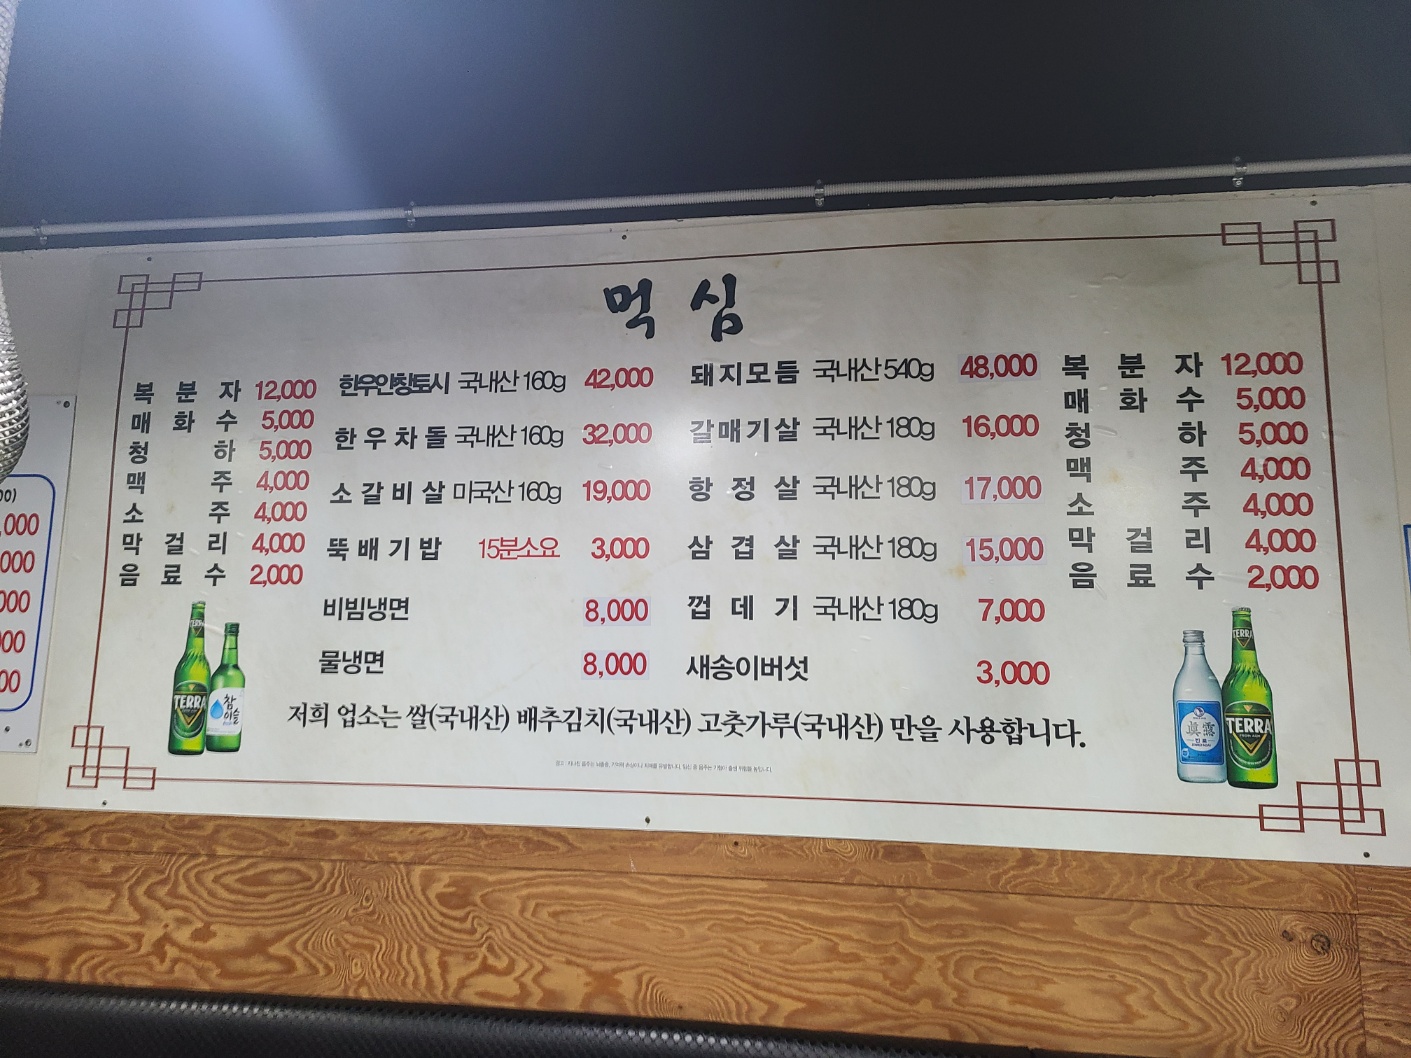 먹심
복분자 12,000
매화수 5,000
청하 5,000
맥주 4,000
소주 4,000
막걸리 4,000
음료수 2,000
한우안창토시 국내산 160g 42,000
한우차돌 국내산 160g 32,000
소갈비살 미국산 160g 19,000
뚝배기밥 15분소요 3,000
비빔냉면 8,000
물냉면 8,000
돼지모듬 국내산 540g 48,000
갈매기살 국내산 180g 16,000
항정살 국내산 180g 17,000
삼겹살 국내산 180g 15,000
껍데기 국내산 180g 7,000
새송이버섯 3,000
복분자 12,000
매화수 5,000
청하 5,000
맥주 4,000
소주 4,000
막걸리 4,000
음료수 2,000
TERRA
참이슬
眞露
진로
TERRA
TERRA
저희 업소는 쌀(국내산) 배추김치(국내산) 고춧가루(국내산) 만을 사용합니다.